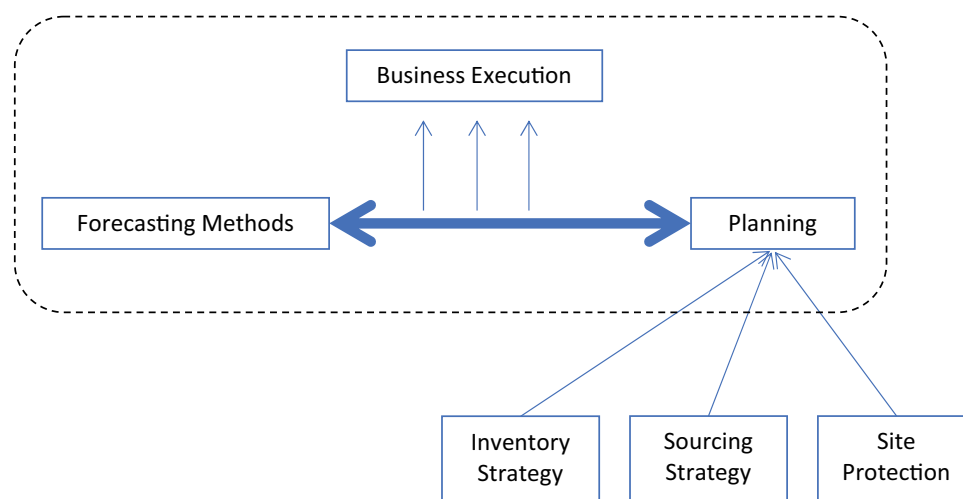 Business Execution
Forecasting Methods
Planning
Inventory
Strategy
Sourcing
Strategy
Site
Protection